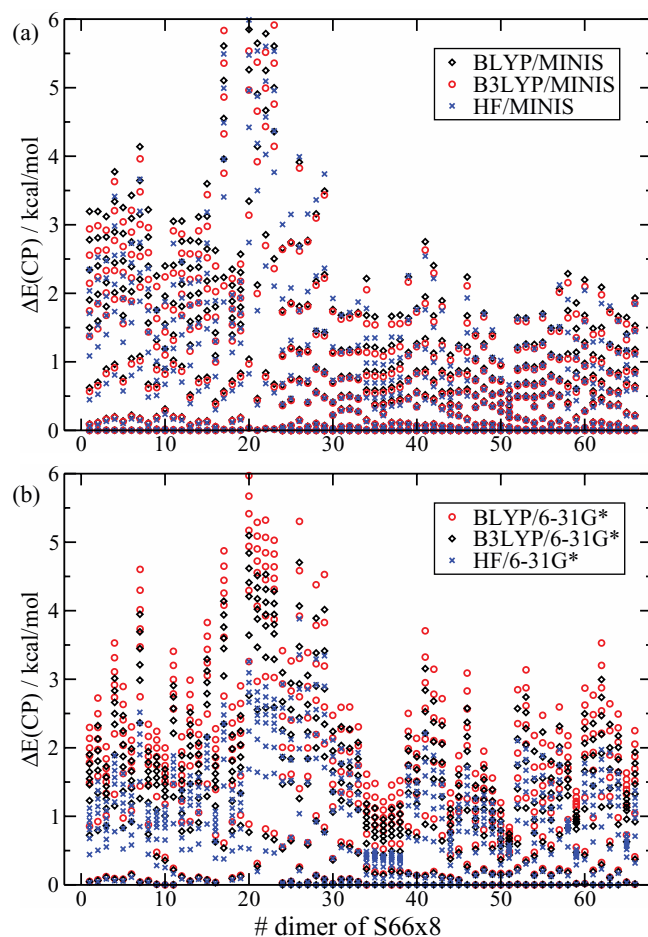 (a)
6
5
4
3
2
1
0
ΔE(CP) / kcal/mol
BLYP/MINIS
B3LYP/MINIS
HF/MINIS
0 10 20 30 40 50 60
(b)
6
5
4
3
2
1
0
ΔE(CP) / kcal/mol
BLYP/6-31G*
B3LYP/6-31G*
HF/6-31G*
0 10 20 30 40 50 60
# dimer of S66x8